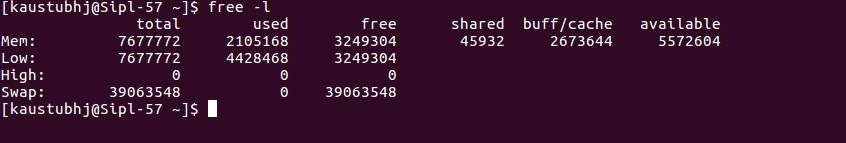 [kaustubhj@Sipl-57 ~]$ free -l
              total        used        free      shared  buff/cache   available
Mem:        7677772     2105168     3249304       45932     2673644     5572604
Low:        7677772     4428468     3249304
High:             0           0           0
Swap:      39063548           0    39063548
[kaustubhj@Sipl-57 ~]$